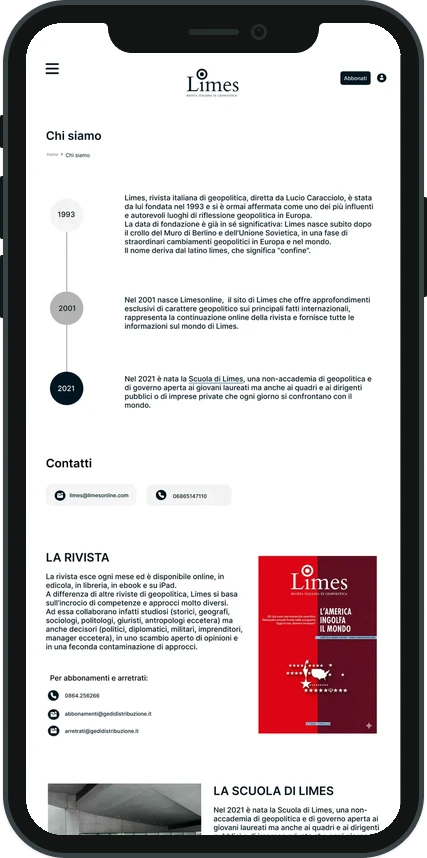 Limes
RIVISTA ITALIANA DI GEOPOLITICA
Abbonati
Chi siamo
Home
Chi siamo
1993
Limes, rivista italiana di geopolitica, diretta da Lucio Caracciolo, è stata
da lui fondata nel 1993 e si è ormai affermata come uno dei più influenti
e autorevoli luoghi di riflessione geopolitica in Europa.
La data di fondazione è già in sé significativa: Limes nasce subito dopo
il crollo del Muro di Berlino e dell'Unione Sovietica, in una fase di
straordinari cambiamenti geopolitici in Europa e nel mondo.
Il nome deriva dal latino limes, che significa "confine".
2001
Nel 2001 nasce Limesonline, il sito di Limes che offre approfondimenti
esclusivi di carattere geopolitico sui principali fatti internazionali,
rappresenta la continuazione online della rivista e fornisce tutte le
informazioni sul mondo di Limes.
2021
Nel 2021 è nata la Scuola di Limes, una non-accademia di geopolitica e
di governo aperta ai giovani laureati ma anche ai quadri e ai dirigenti
pubblici o di imprese private che ogni giorno si confrontano con il
mondo.
Contatti
limes@limesonline.com
06865147110
LA RIVISTA
La rivista esce ogni mese ed è disponibile online, in
edicola, in libreria, in ebook e su iPad.
A differenza di altre riviste di geopolitica, Limes si basa
sull'incrocio di competenze e approcci molto diversi.
Ad essa collaborano infatti studiosi (storici, geografi,
sociologi, politologi, giuristi, antropologi eccetera) ma
anche decisori (politici, diplomatici, militari, imprenditori,
manager eccetera), in uno scambio aperto di opinioni e
in una feconda contaminazione di approcci.
Limes
RIVISTA ITALIANA DI GEOPOLITICA
L'AMERICA
INGOLFA
IL MONDO
Per abbonamenti e arretrati:
0864.256266
abbonamenti@gedidistribuzione.it
arretrati@gedidistribuzione.it
LA SCUOLA DI LIMES
Nel 2021 è nata la Scuola di Limes, una non-
accademia di geopolitica e di governo aperta ai
giovani laureati ma anche ai quadri e ai dirigenti